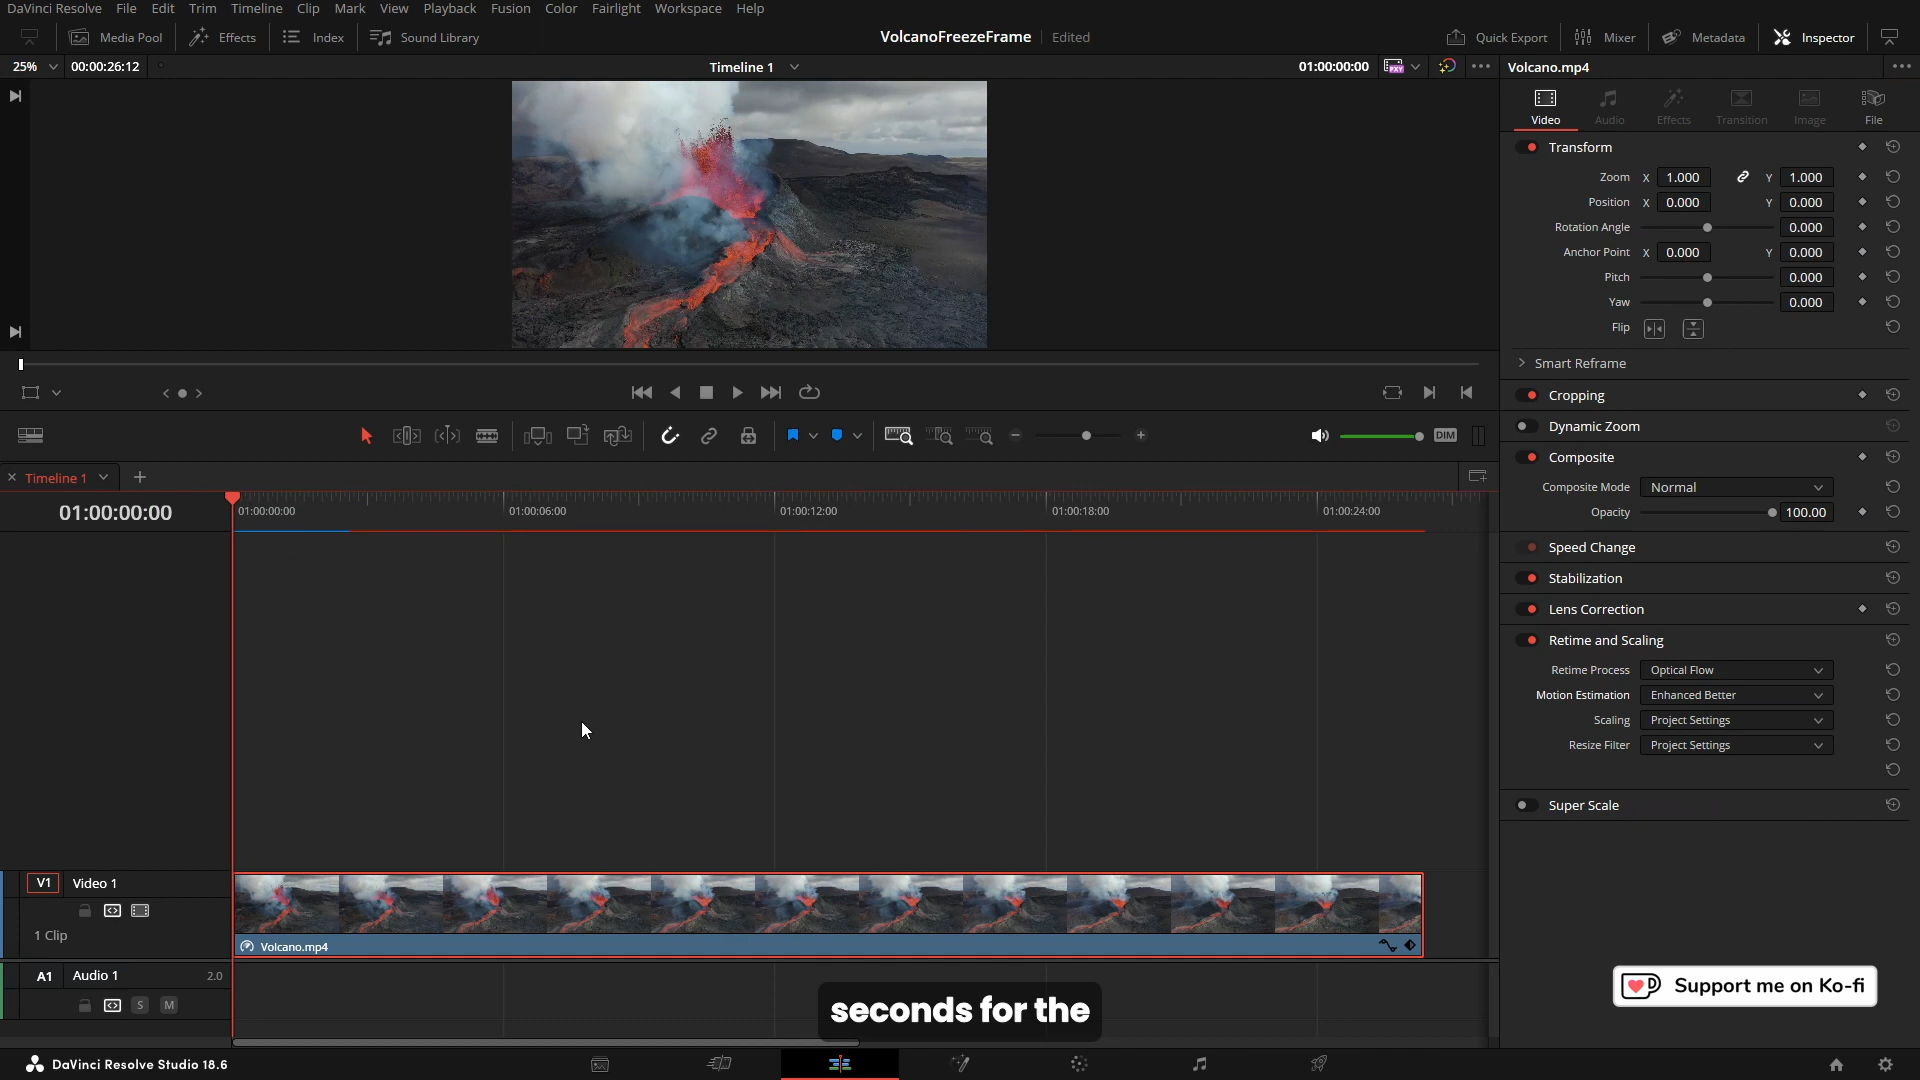 DaVinci Resolve File Edit Trim Timeline Clip Mark View Playback Fusion Color Fairlight Workspace Help
Media Pool Effects Index Sound Library VolcanoFreezeFrame Edited Quick Export Mixer Metadata Inspector
25% 00:00:26:12 Timeline 1 01:00:00:00 PXY Volcano.mp4
Video Audio Effects Transition Image File
Transform
Zoom X 1.000 Y 1.000
Position X 0.000 Y 0.000
Rotation Angle 0.000
Anchor Point X 0.000 Y 0.000
Pitch 0.000
Yaw 0.000
Flip
Smart Reframe
Cropping
Dynamic Zoom
Composite
Composite Mode Normal
Opacity 100.00
Speed Change
Stabilization
Lens Correction
Retime and Scaling
Retime Process Optical Flow
Motion Estimation Enhanced Better
Scaling Project Settings
Resize Filter Project Settings
Super Scale
DIM
Timeline 1
01:00:00:00
01:00:00:00 01:00:06:00 01:00:12:00 01:00:18:00 01:00:24:00
V1 Video 1
1 Clip
Volcano.mp4
A1 Audio 1 2.0
S M
seconds for the
Support me on Ko-fi
DaVinci Resolve Studio 18.6